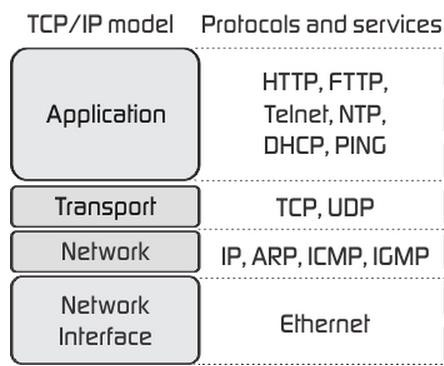 TCP/IP model Protocols and services
Application
HTTP, FTTP,
Telnet, NTP,
DHCP, PING
Transport
TCP, UDP
Network
IP, ARP, ICMP, IGMP
Network
Interface
Ethernet